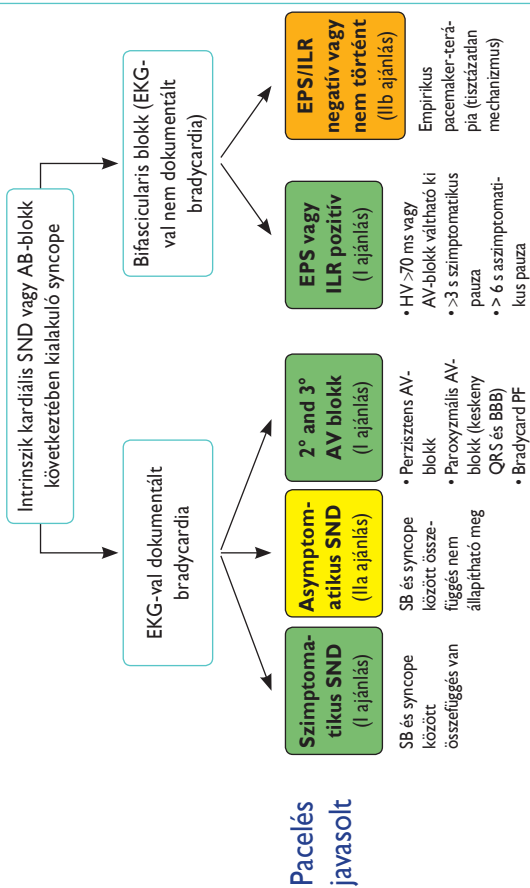 Intrinszik kardiális SND vagy AB-blokk
következtében kialakuló syncope
EKG-val dokumentált
bradycardia
Bifascicularis blokk (EKG-
val nem dokumentált
bradycardia)
Pacelés
javasolt
Szimptoma-
tikus SND
(I ajánlás)
SB és syncope
között
összefüggés van
Asymptom-
atikus SND
(IIa ajánlás)
SB és syncope
között össze-
függés nem
állapítható meg
2° and 3°
AV blokk
(I ajánlás)
• Perzisztens AV-
blokk
• Paroxyzmális AV-
blokk (keskeny
QRS és BBB)
• Bradycard PF
EPS vagy
ILR pozitív
(I ajánlás)
• HV >70 ms vagy
AV-blokk váltható ki
• >3 s szimptomatikus
pauza
• > 6 s aszimptomati-
kus pauza
EPS/ILR
negatív vagy
nem történt
(IIb ajánlás)
Empirikus
pacemaker-terá-
pia (tisztázatlan
mechanizmus)